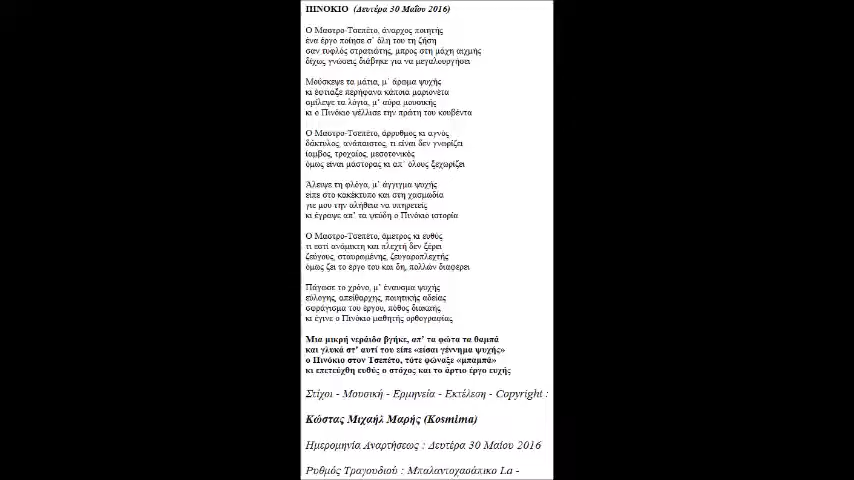 ΠΙΝΟΚΙΟ (Δευτέρα 30 Μαΐου 2016)
Ο Μαστρο-Τσεπέτο, άναρχος ποιητής
ένα έργο ποίησε σ' όλη του τη ζήση
σαν τυφλός στρατιώτης, μπρος στη μάχη αιχμής
δίχως γνώσεις διάβηκε για να μεγαλουργήσει
Μούσκεψε τα μάτια, μ' άρωμα ψυχής
κι έφτιαξε περήφανα κάποια μαριονέτα
σμίλεψε τα λόγια, μ' αύρα μουσικής
κι ο Πινόκιο ψέλλισε την πρώτη του κουβέντα
Ο Μαστρο-Τσεπέτο, άρρυθμος κι αγνός
δάκτυλος, ανάπαιστος, τι είναι δεν γνωρίζει
ίαμβος, τροχαίος, μεσοτονικός
όμως είναι μάστορας κι απ' όλους ξεχωρίζει
Άλειψε τη φλόγα, μ' άγγιγμα ψυχής
είπε στο κακέκτυπο και στη χασμωδία
γιε μου την αλήθεια να υπηρετείς
κι έγραψε απ' τα ψεύδη ο Πινόκιο ιστορία
Ο Μαστρο-Τσεπέτο, άμετρος κι ευθύς
τι εστί ανάμικτη και πλεχτή δεν ξέρει
ζεύγους, σταυρωμένης, ζευγαροπλεχτής
όμως ζει το έργο του και δη, πολλών διαφέρει
Πάγωσε το χρόνο, μ' έναυσμα ψυχής
εύλογης, απείθαρχης, ποιητικής αδείας
σφράγισμα του έργου, πόθος διακαής
κι έγινε ο Πινόκιο μαθητής ορθογραφίας
Μια μικρή νεράιδα βγήκε, απ' τα φώτα τα θαμπά
και γλυκά στ' αυτί του είπε «είσαι γέννημα ψυχής»
ο Πινόκιο στον Τσεπέτο, τότε φώναξε «μπαμπά»
κι επετεύχθη ευθύς ο στόχος και το άρτιο έργο ευχής
Στίχοι - Μουσική - Ερμηνεία - Εκτέλεση - Copyright :
Κώστας Μιχαήλ Μαρής (Kosmima)
Ημερομηνία Αναρτήσεως : Δευτέρα 30 Μαΐου 2016
Ρυθμός Τραγουδιού : Μπαλαντοχασάπικο La -